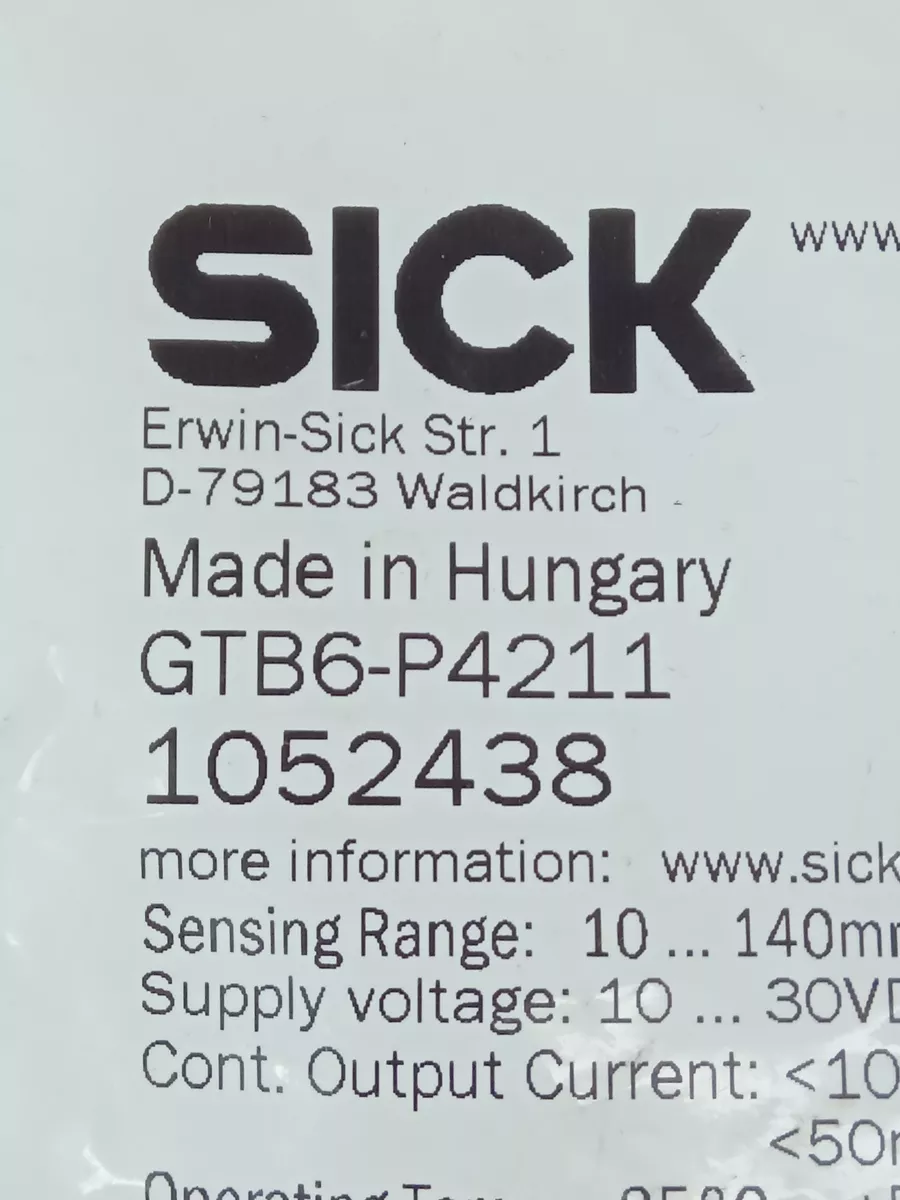 SICK
www
Erwin-Sick Str. 1
D-79183 Waldkirch
Made in Hungary
GTB6-P4211
1052438
more information: www.sick
Sensing Range: 10 ... 140m
Supply voltage: 10 ... 30V
Cont. Output Current: <10
<50